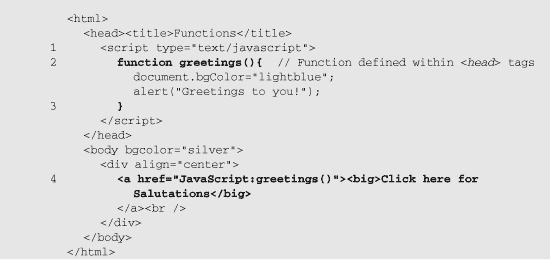 <html>
<head><title>Functions</title>
1 <script type="text/javascript">
2 function greetings(){ // Function defined within <head> tags
document.bgColor="lightblue";
alert("Greetings to you!");
3 }
</script>
</head>
<body bgcolor="silver">
<div align="center">
4 <a href="JavaScript:greetings()"><big>Click here for
Salutations</big>
</a><br />
</div>
</body>
</html>